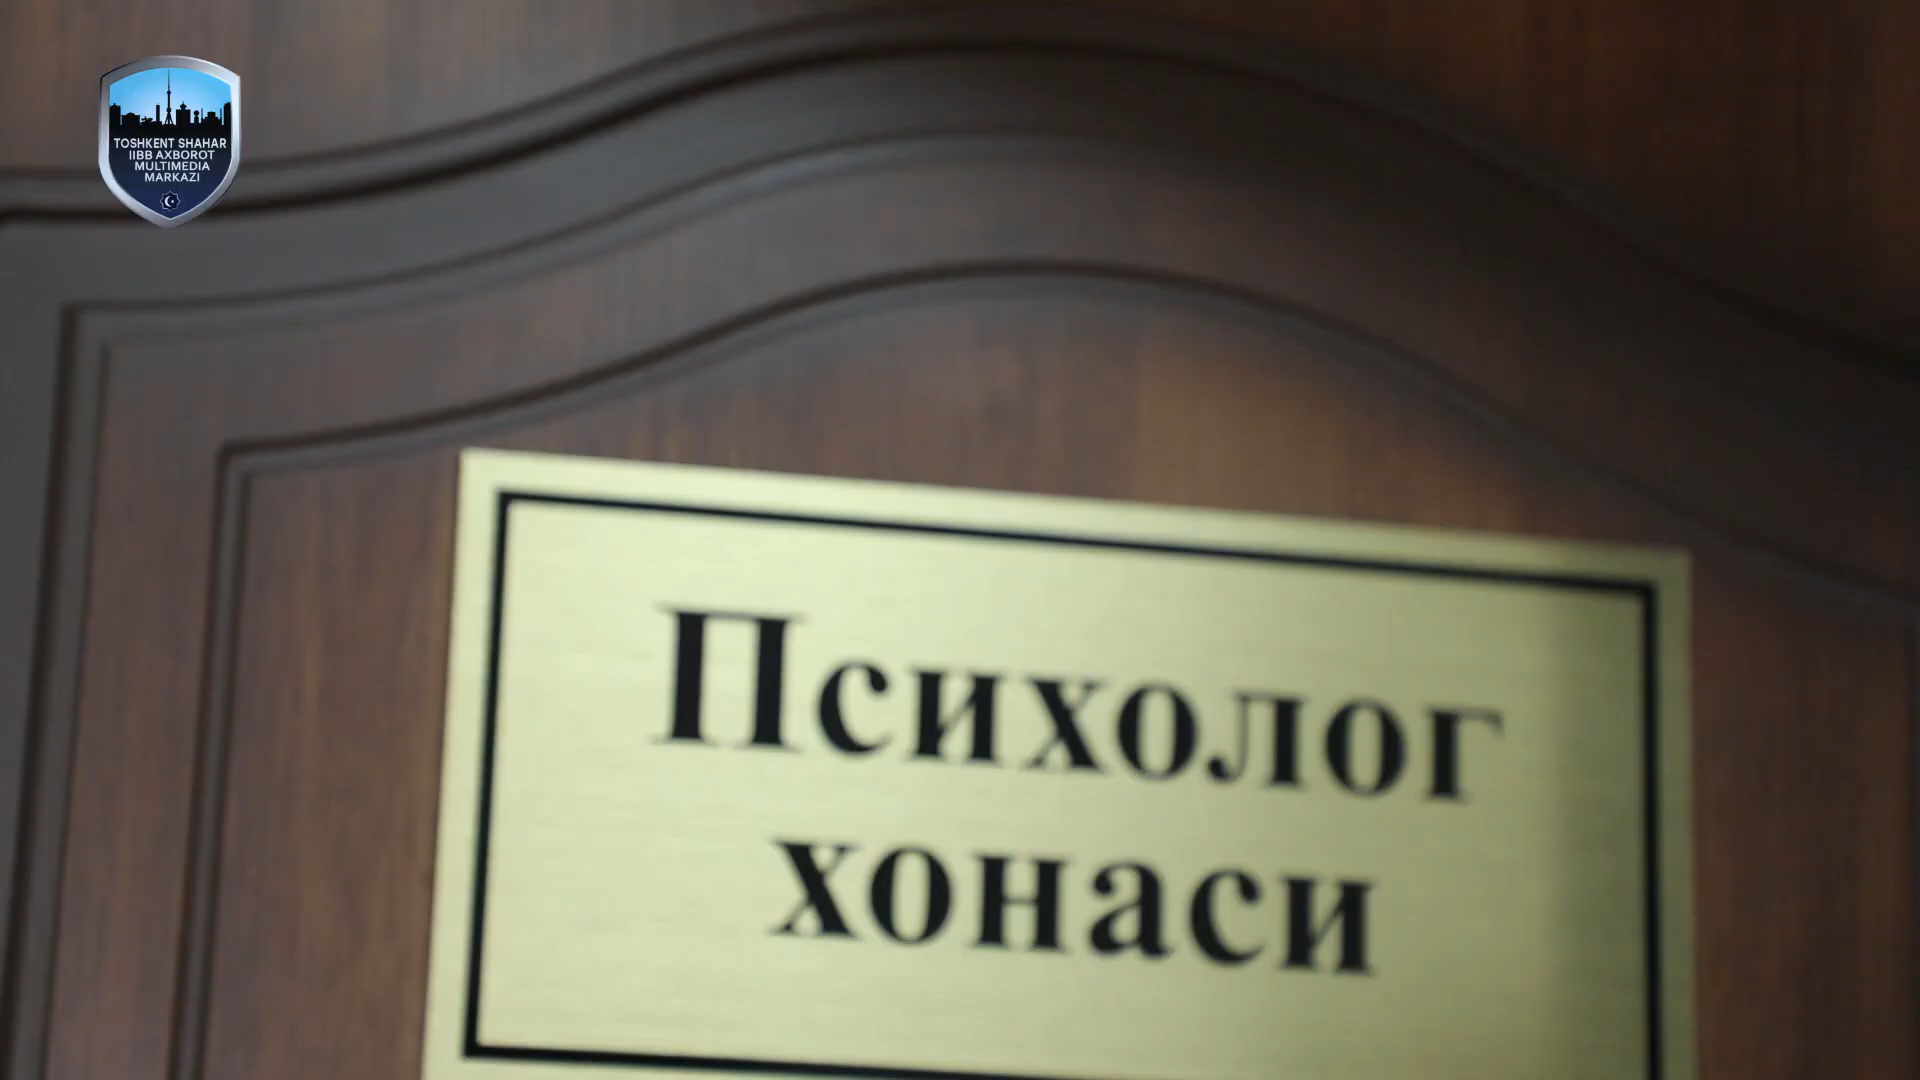 TOSHKENT SHAHAR
IIBB AXBOROT
MULTIMEDIA
MARKAZI
Психолог
хонаси